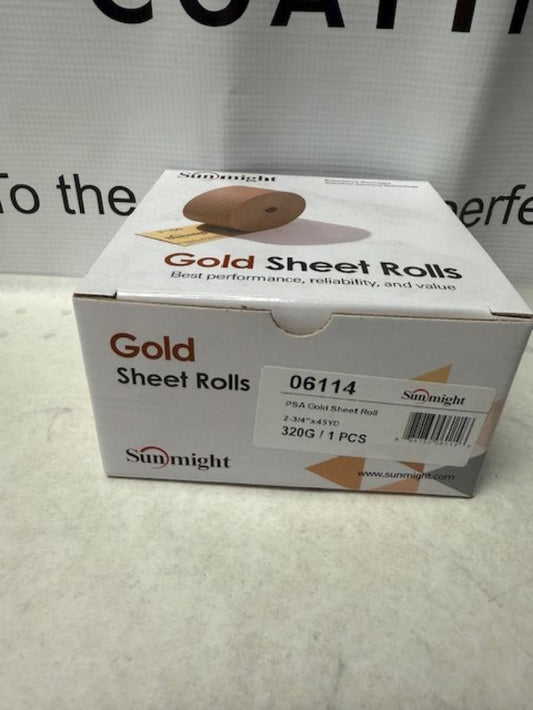 To the
perfe
Sunmight
Gold Sheet Rolls
Best performance, reliability, and value
Gold
Sheet Rolls
Sunmight
06114
PSA Gold Sheet Roll
2-3/4"x45YD
320G / 1 PCS
Sunmight
www.sunmight.com